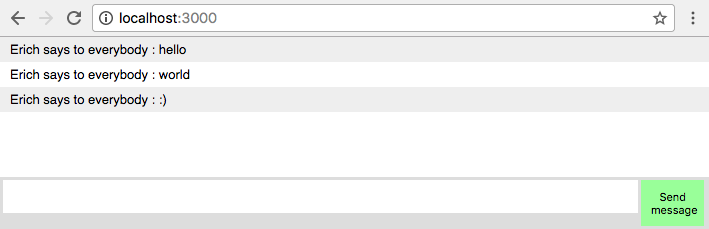 localhost:3000
Erich says to everybody : hello
Erich says to everybody : world
Erich says to everybody : :)
Send
message